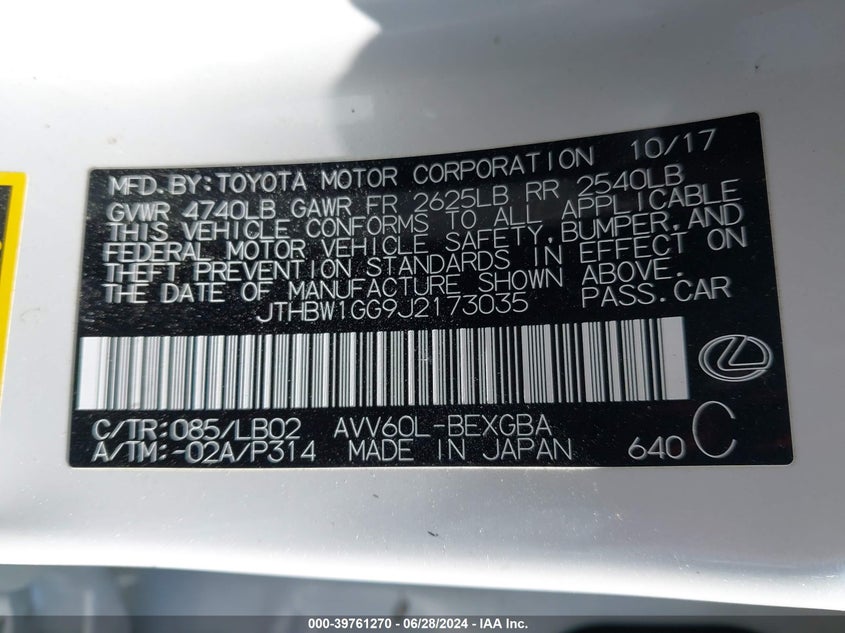 MFD. BY: TOYOTA MOTOR CORPORATION 10/17
GVWR 4740LB GAWR FR 2625LB RR 2540LB
THIS VEHICLE CONFORMS TO ALL APPLICABLE
FEDERAL MOTOR VEHICLE SAFETY, BUMPER, AND
THEFT PREVENTION STANDARDS IN EFFECT ON
THE DATE OF MANUFACTURE SHOWN ABOVE.
JTHBW1GG9J2173035 PASS. CAR
C/TR: 085/LB02 AVV60L-BEXGBA
A/TM: -02A/P314 MADE IN JAPAN 640 C
000-39761270 / 06/28/2024 - IAA Inc.